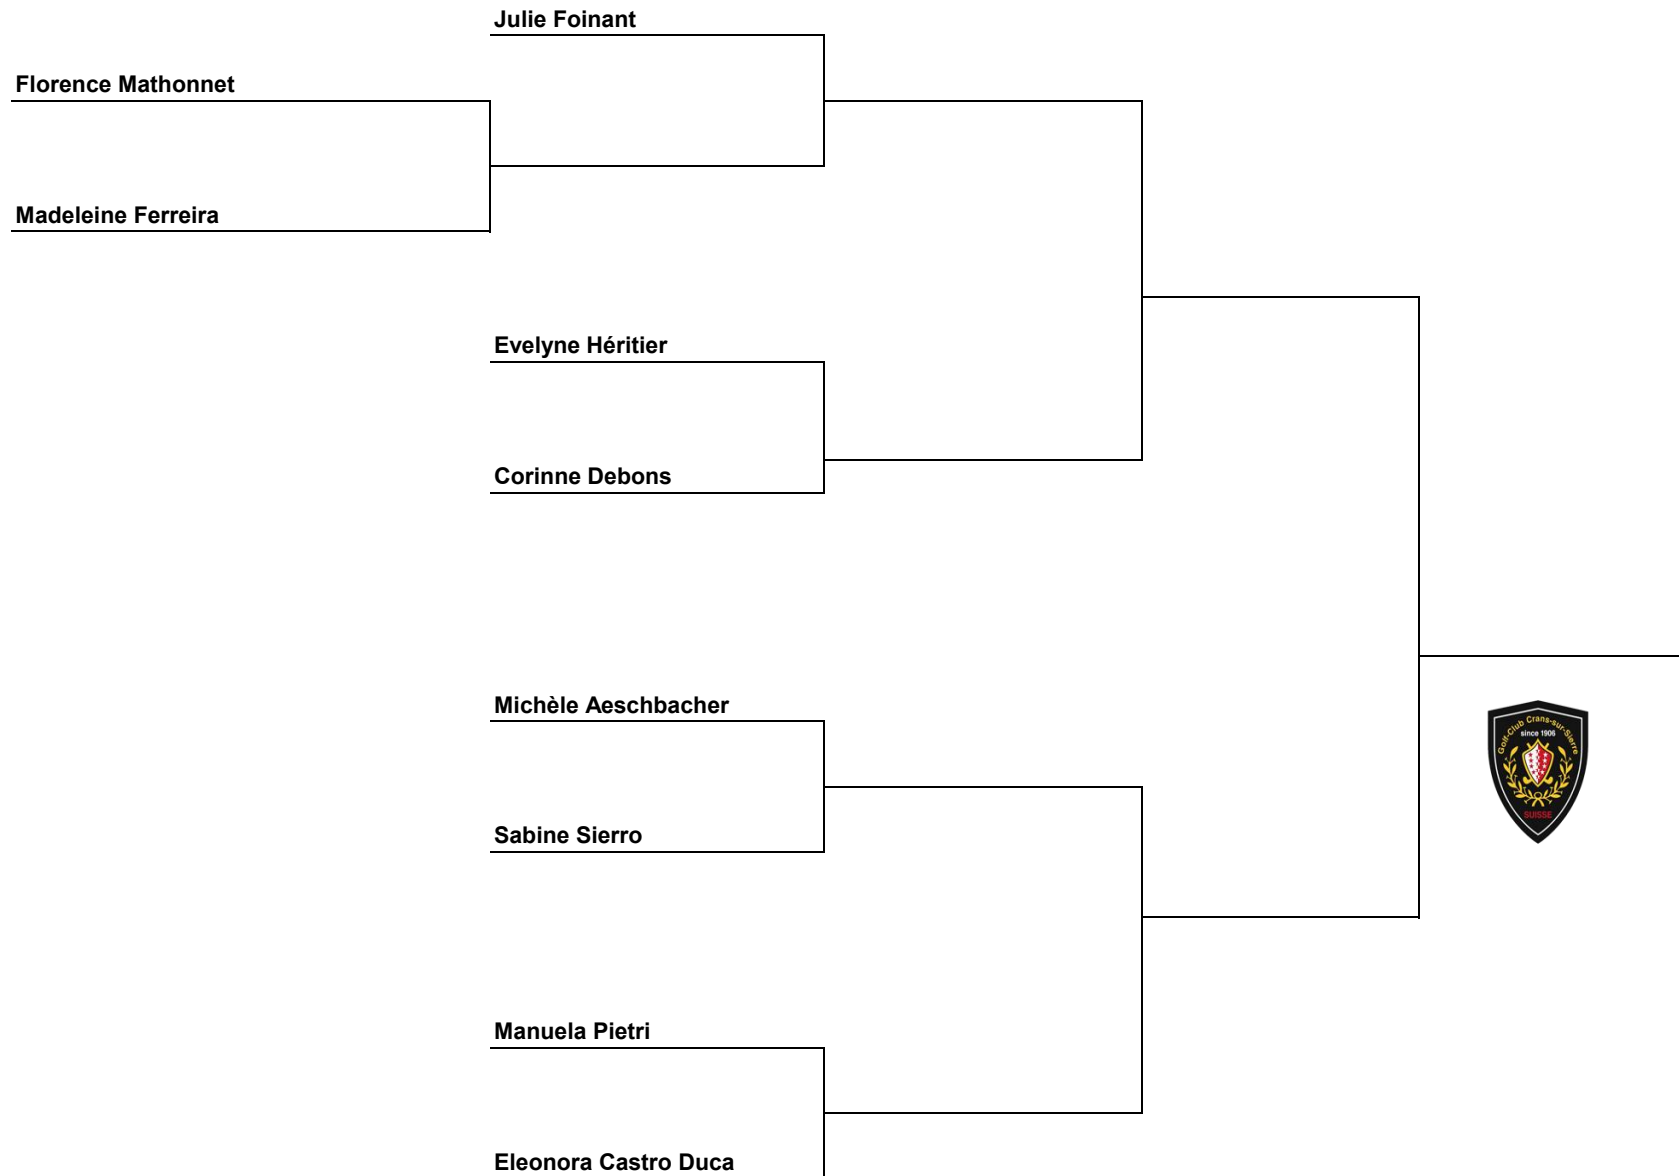 Julie Foinant
Florence Mathonnet
Madeleine Ferreira
Evelyne Héritier
Corinne Debons
Michèle Aeschbacher
Golf-Club Crans-sur-Sierre
since 1906
SUISSE
Sabine Sierro
Manuela Pietri
Eleonora Castro Duca